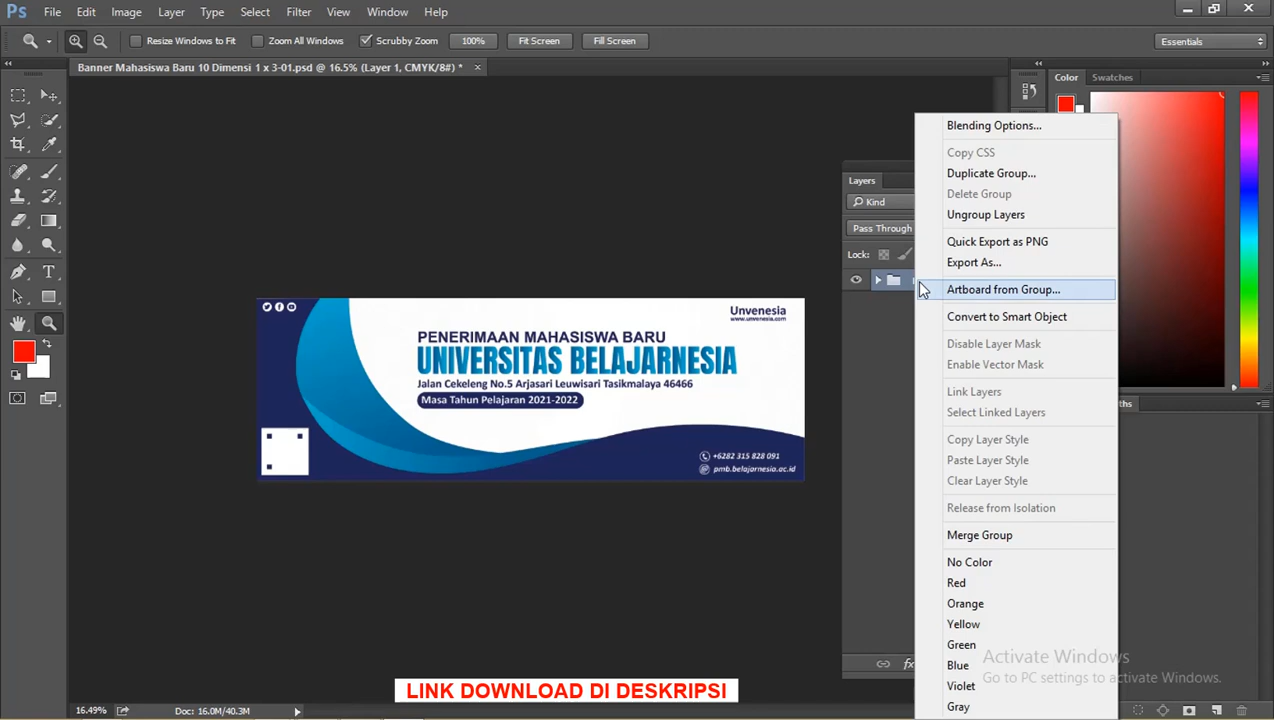 Ps File Edit Image Layer Type Select Filter View Window Help
Resize Windows to Fit Zoom All Windows Scrubby Zoom 100% Fit Screen Fill Screen Essentials
Banner Mahasiswa Baru 10 Dimensi 1 x 3-01.psd @ 16.5% (Layer 1, CMYK/8#) *
Color Swatches
Layers
Kind
Pass Through
Lock:
Blending Options...
Copy CSS
Duplicate Group...
Delete Group
Ungroup Layers
Quick Export as PNG
Export As...
Artboard from Group...
Convert to Smart Object
Disable Layer Mask
Enable Vector Mask
Link Layers
Select Linked Layers
Copy Layer Style
Paste Layer Style
Clear Layer Style
Release from Isolation
Merge Group
No Color
Red
Orange
Yellow
Green
Blue
Violet
Gray
ths
fx
Unvenesia
www.unvenesia.com
PENERIMAAN MAHASISWA BARU
UNIVERSITAS BELAJARNESIA
Jalan Cekeleng No.5 Arjasari Leuwisari Tasikmalaya 46466
Masa Tahun Pelajaran 2021-2022
+6282 315 828 091
pmb.belajarnesia.ac.id
Activate Windows
Go to PC settings to activate Windows.
LINK DOWNLOAD DI DESKRIPSI
16.49% Doc: 16.0M/40.3M